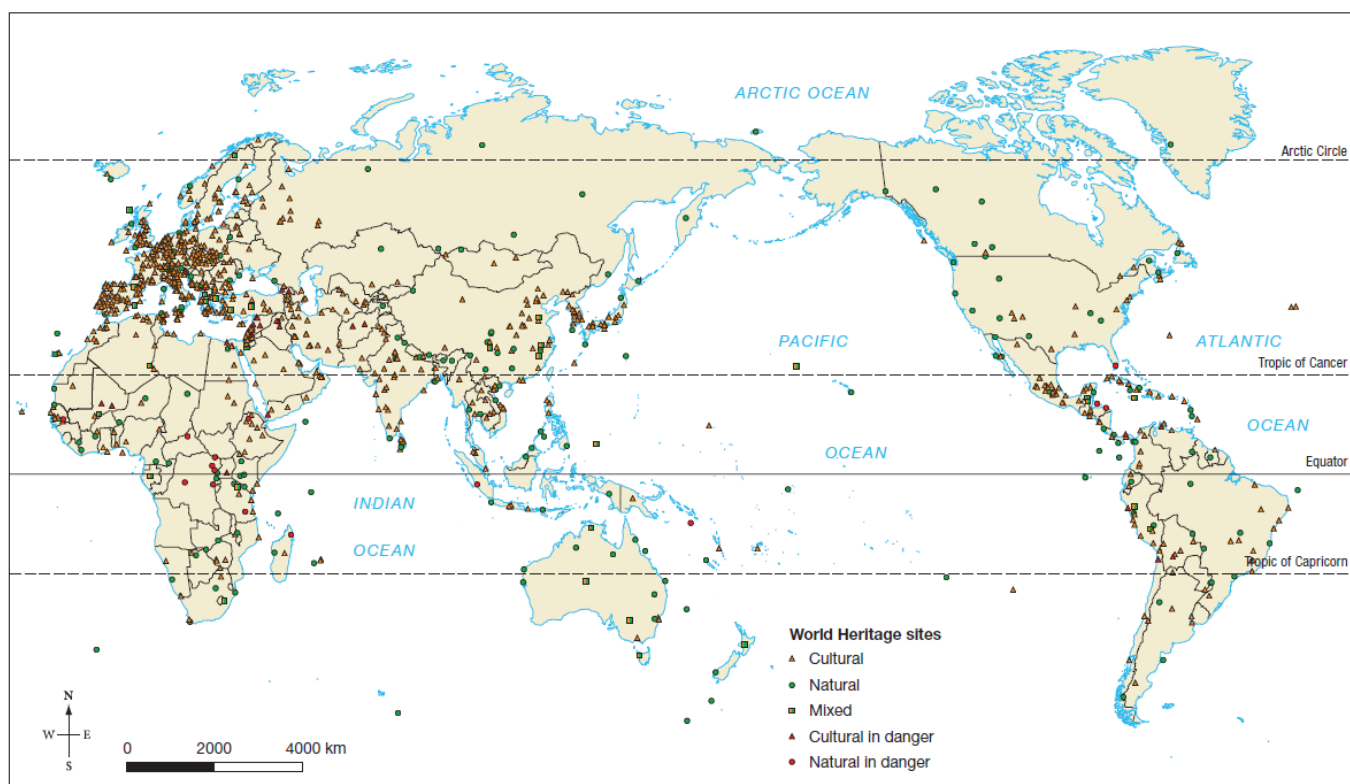 ARCTIC OCEAN
Arctic Circle
PACIFIC
ATLANTIC
Tropic of Cancer
OCEAN
OCEAN
Equator
INDIAN
OCEAN
Tropic of Capricorn
World Heritage sites
Cultural
Natural
Mixed
Cultural in danger
Natural in danger
N
W E
S
0 2000 4000 km